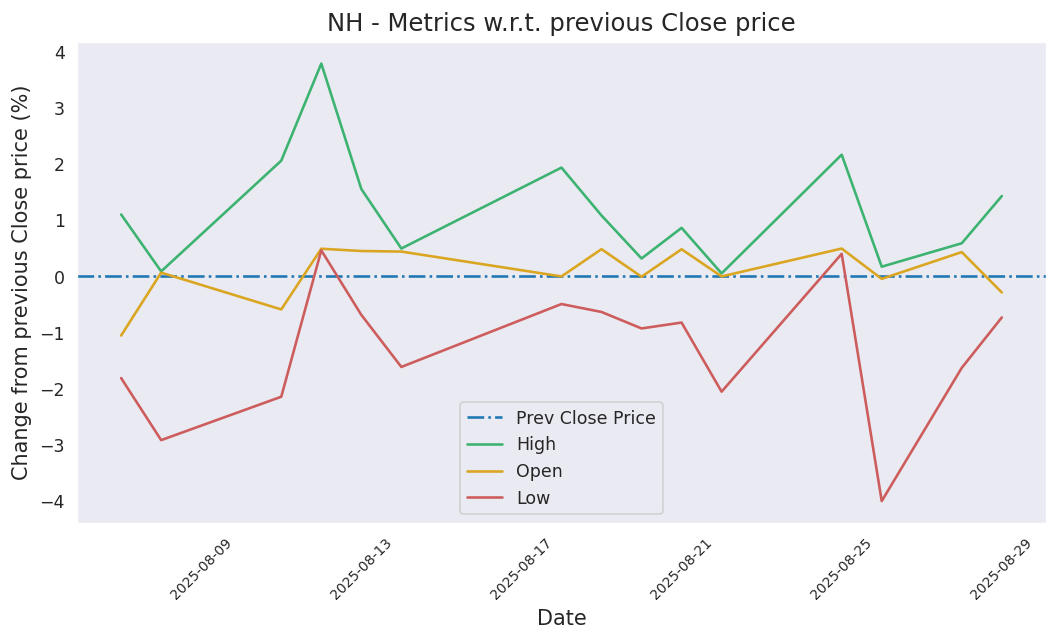 NH - Metrics w.r.t. previous Close price
Change from previous Close price (%)
4
3
2
1
0
−1
−2
−3
−4
Prev Close Price
High
Open
Low
2025-08-09
2025-08-13
2025-08-17
2025-08-21
2025-08-25
2025-08-29
Date